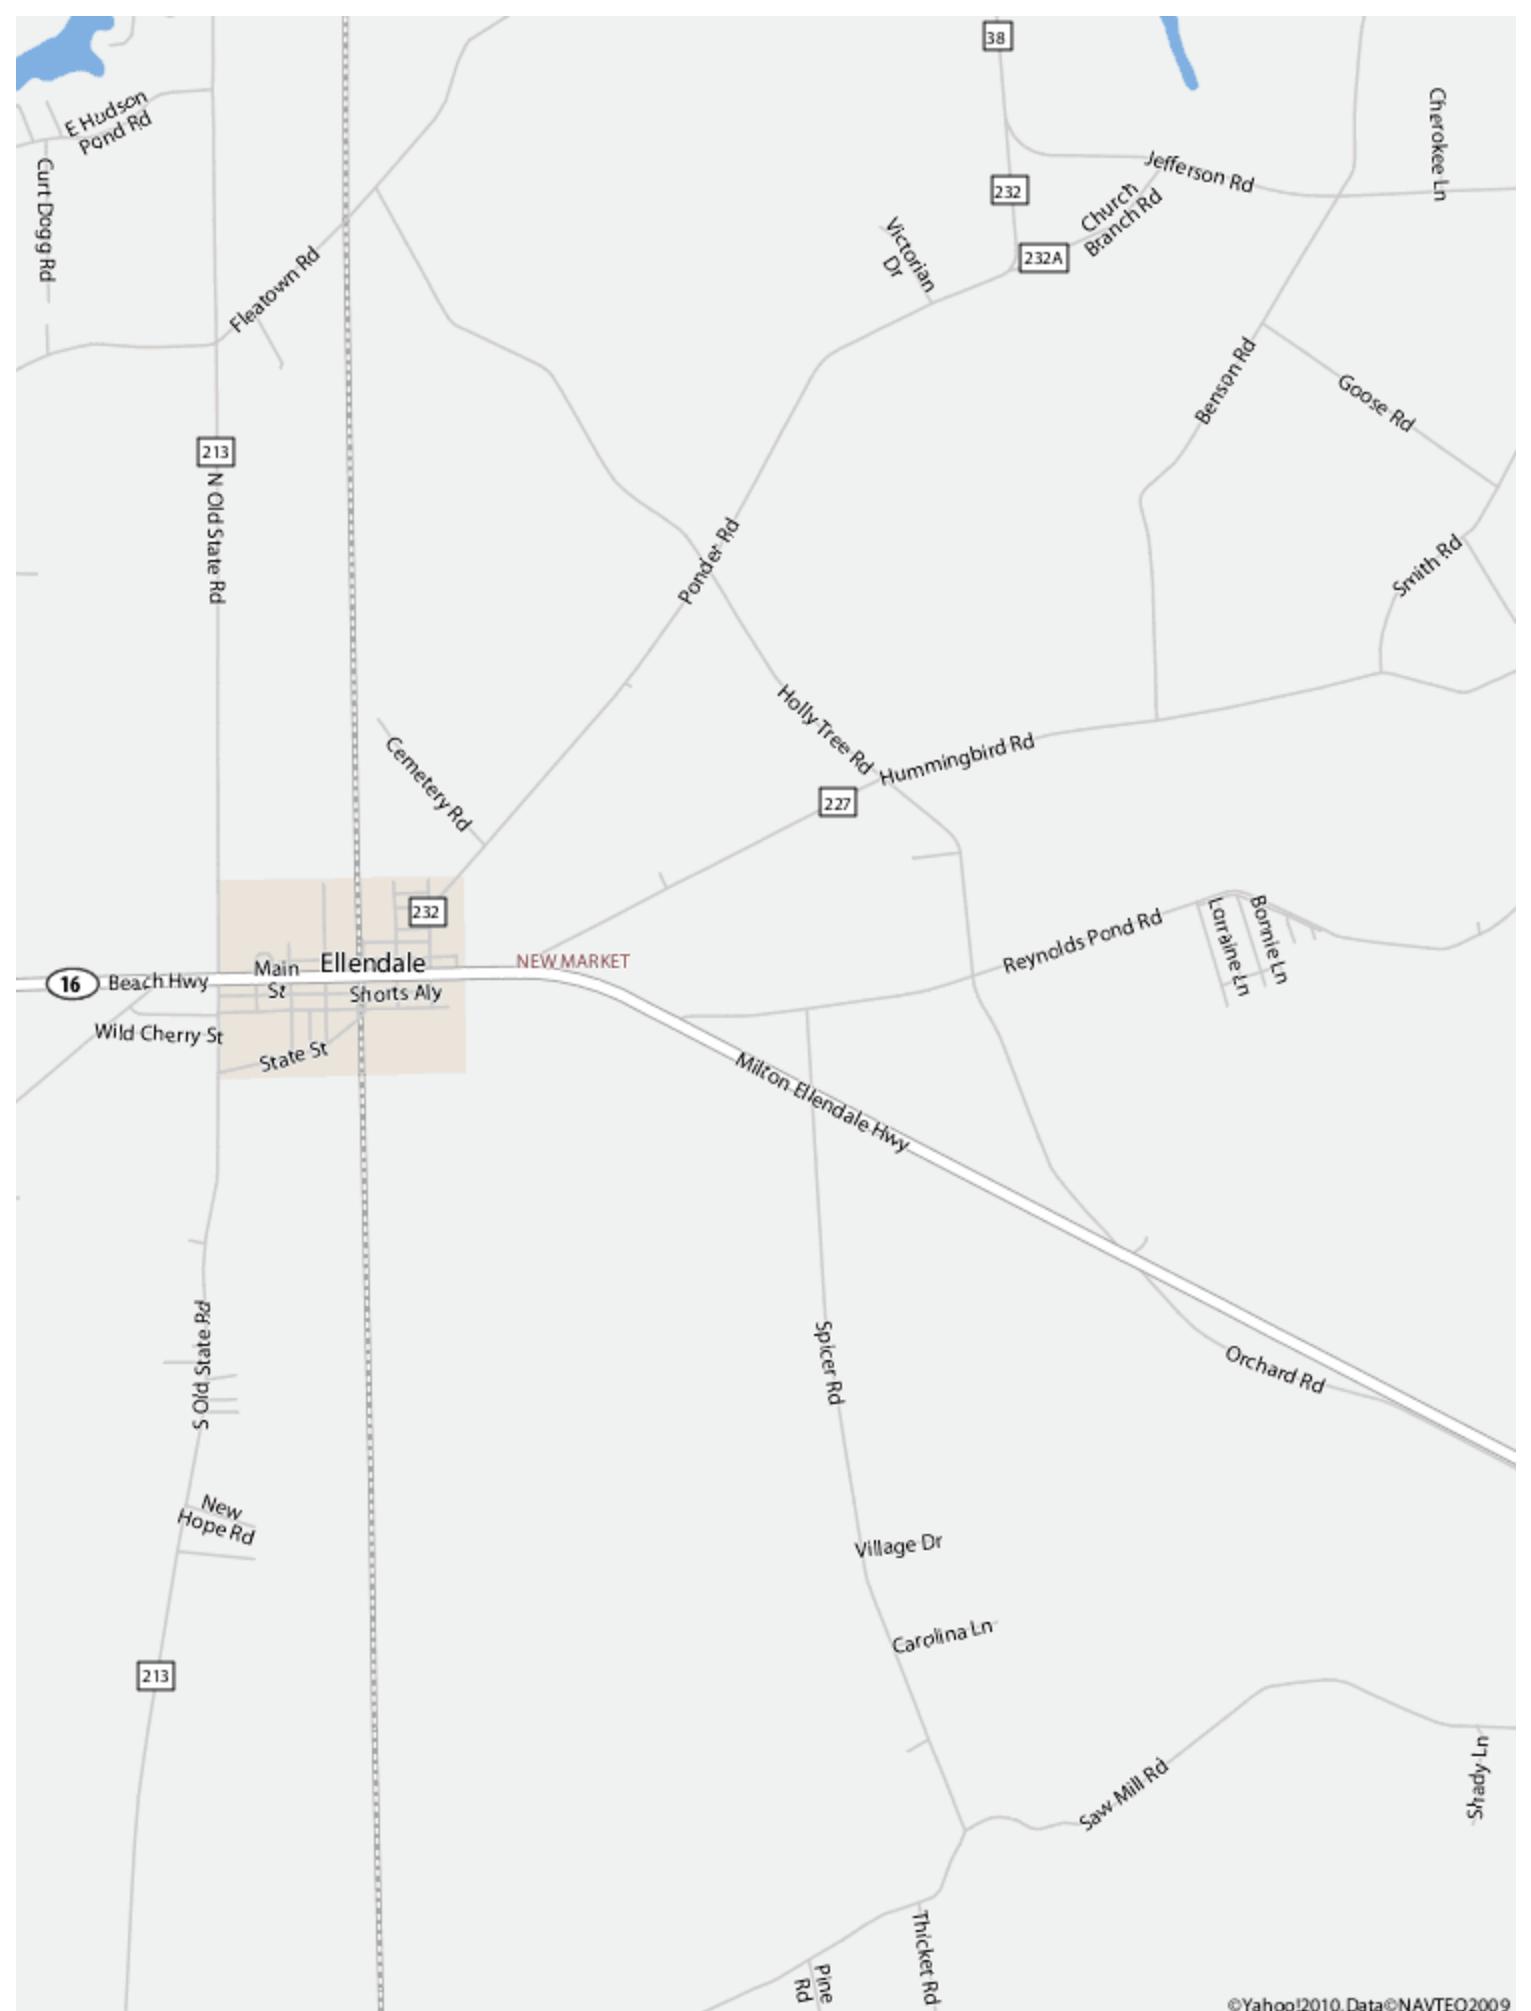 38
E Hudson
Pond Rd
Cherokee Ln
Curt Dogg Rd
Jefferson Rd
232
Church
Branch Rd
Victorian
Dr
232A
Fleatown Rd
Benson Rd
Goose Rd
213
N Old State Rd
Ponder Rd
Smith Rd
Holly Tree Rd
Cemetery Rd
Hummingbird Rd
227
232
Reynolds Pond Rd
Lorraine Ln
Bonnie Ln
NEW MARKET
Ellendale
Main
St
16
Beach Hwy
Shorts Aly
Wild Cherry St
State St
Milton Ellendale Hwy
S Old State Rd
Spicer Rd
Orchard Rd
New
Hope Rd
Village Dr
Carolina Ln
213
Saw Mill Rd
Shady Ln
Thicket Rd
Pine
Rd
©Yahoo!2010,Data©NAVTEQ2009